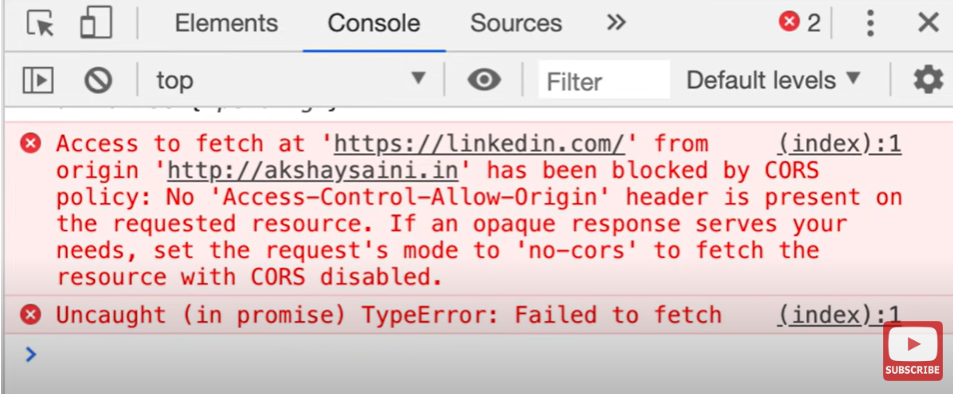 Elements Console Sources » 2
top Filter Default levels
Access to fetch at 'https://linkedin.com/' from (index):1
origin 'http://akshaysaini.in' has been blocked by CORS
policy: No 'Access-Control-Allow-Origin' header is present on
the requested resource. If an opaque response serves your
needs, set the request's mode to 'no-cors' to fetch the
resource with CORS disabled.
Uncaught (in promise) TypeError: Failed to fetch (index):1
SUBSCRIBE